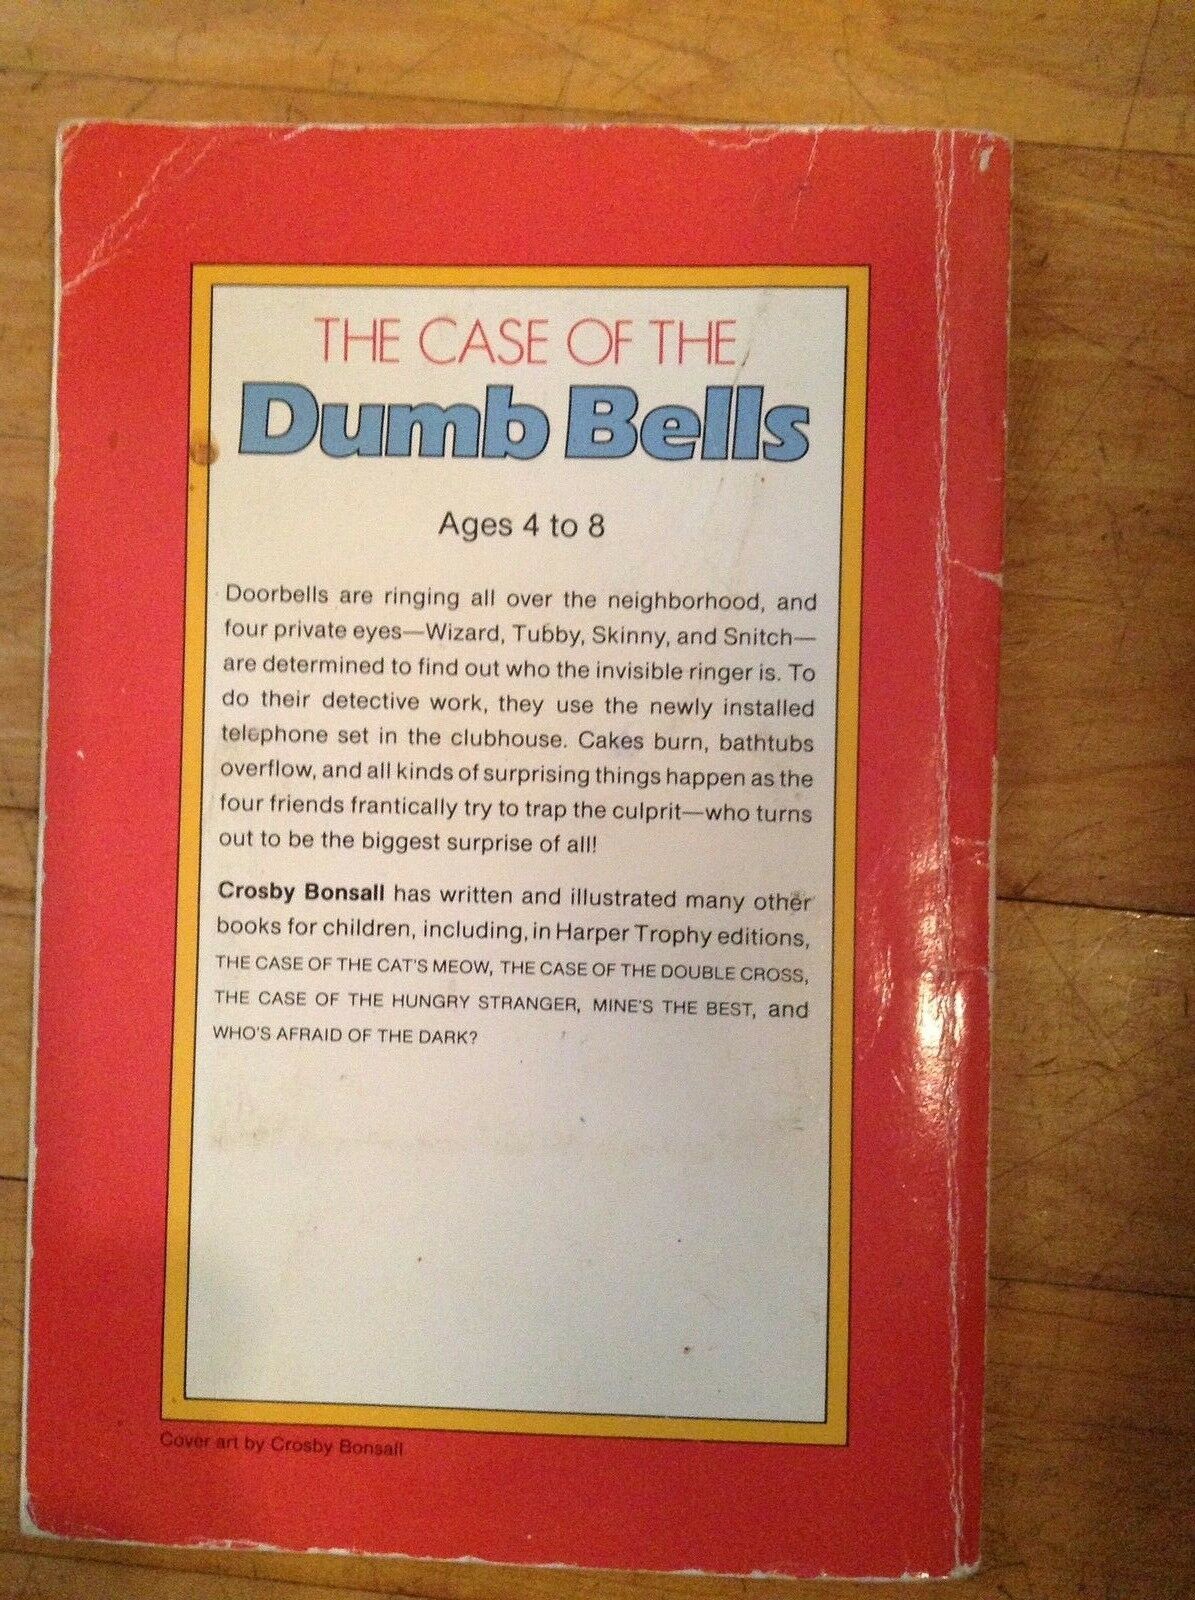 THE CASE OF THE
Dumb Bells
Ages 4 to 8
Doorbells are ringing all over the neighborhood, and
four private eyes—Wizard, Tubby, Skinny, and Snitch—
are determined to find out who the invisible ringer is. To
do their detective work, they use the newly installed
telephone set in the clubhouse. Cakes burn, bathtubs
overflow, and all kinds of surprising things happen as the
four friends frantically try to trap the culprit—who turns
out to be the biggest surprise of all!
Crosby Bonsall has written and illustrated many other
books for children, including, in Harper Trophy editions,
THE CASE OF THE CAT'S MEOW, THE CASE OF THE DOUBLE CROSS,
THE CASE OF THE HUNGRY STRANGER, MINE'S THE BEST, and
WHO'S AFRAID OF THE DARK?
Cover art by Crosby Bonsall